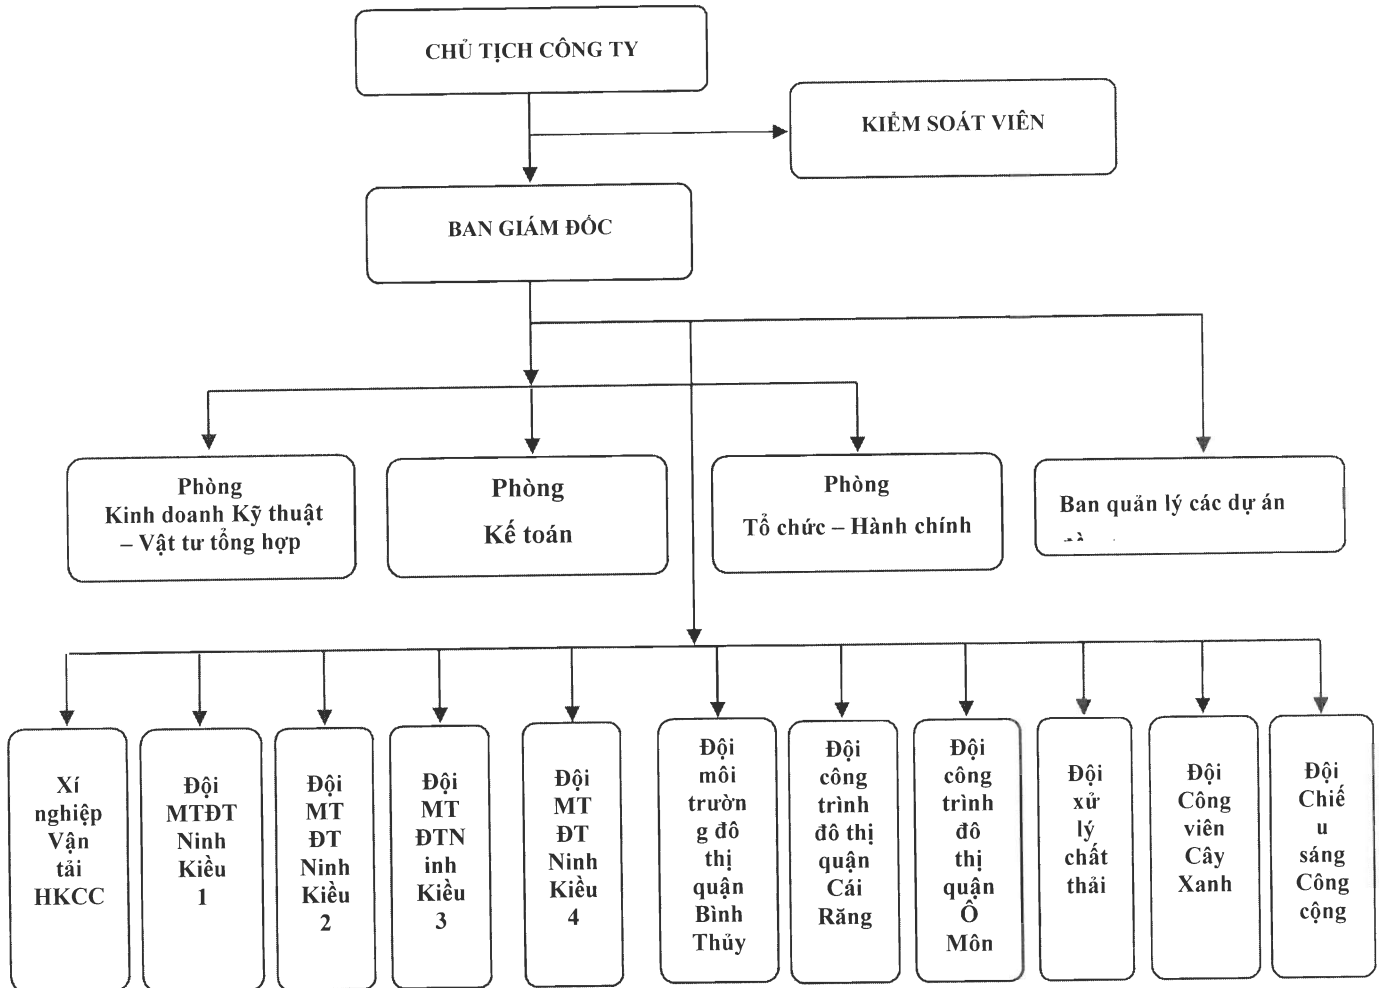 CHỦ TỊCH CÔNG TY
KIỂM SOÁT VIÊN
BAN GIÁM ĐỐC
Phòng
Kinh doanh Kỹ thuật
– Vật tư tổng hợp
Phòng
Kế toán
Phòng
Tổ chức – Hành chính
Ban quản lý các dự án
Xí
nghiệp
Vận
tải
HKCC
Đội
MTĐT
Ninh
Kiều
1
Đội
MT
ĐT
Ninh
Kiều
2
Đội
MT
ĐTN
inh
Kiều
3
Đội
MT
ĐT
Ninh
Kiều
4
Đội
môi
trườn
g đô
thị
quận
Bình
Thủy
Đội
công
trình
đô thị
quận
Cái
Răng
Đội
công
trình
đô
thị
quận
Ô
Môn
Đội
xử
lý
chất
thải
Đội
Công
viên
Cây
Xanh
Đội
Chiế
u
sáng
Công
cộng